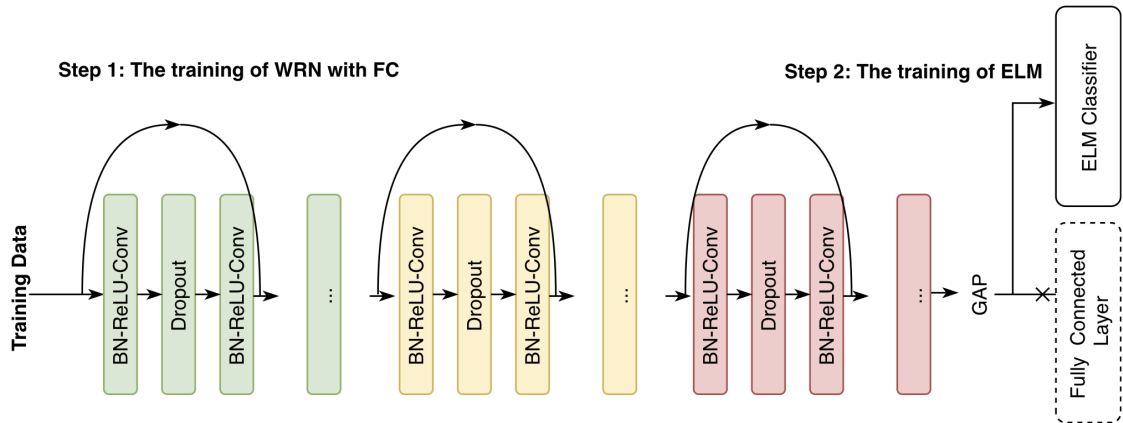 Step 1: The training of WRN with FC
Step 2: The training of ELM
Training Data
BN-ReLU-Conv
Dropout
BN-ReLU-Conv
...
BN-ReLU-Conv
Dropout
BN-ReLU-Conv
...
BN-ReLU-Conv
Dropout
BN-ReLU-Conv
...
GAP
ELM Classifier
Fully Connected
Layer